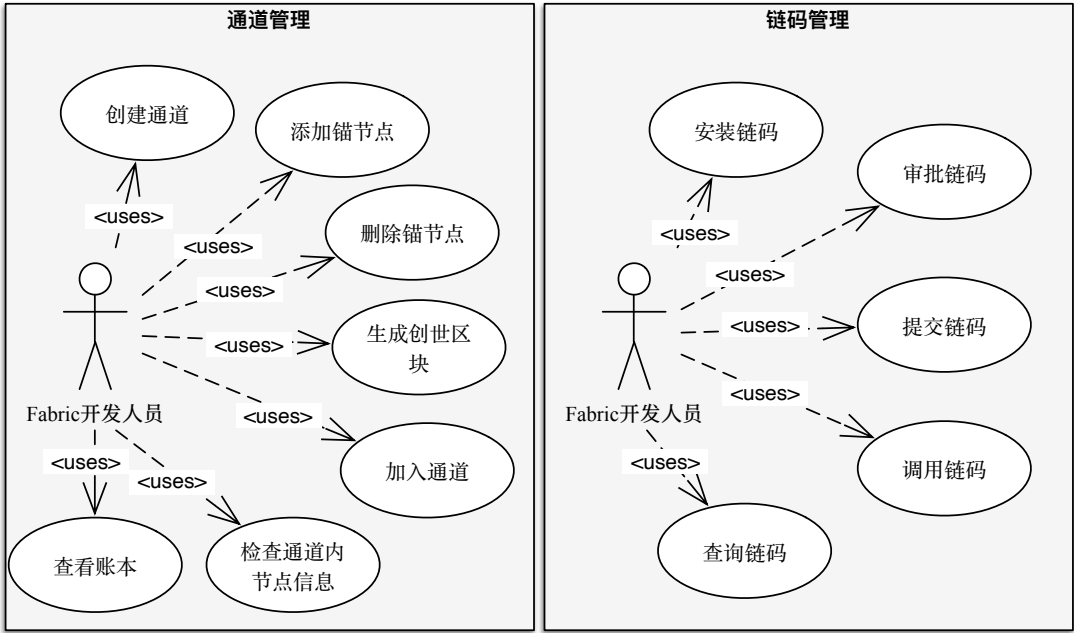 通道管理
创建通道
添加锚节点
<uses>
删除锚节点
<uses>
<uses>
生成创世区
块
<uses>
Fabric开发人员
<uses>
加入通道
<uses>
<uses>
查看账本
检查通道内
节点信息
链码管理
安装链码
审批链码
<uses>
<uses>
提交链码
<uses>
<uses>
Fabric开发人员
调用链码
<uses>
查询链码